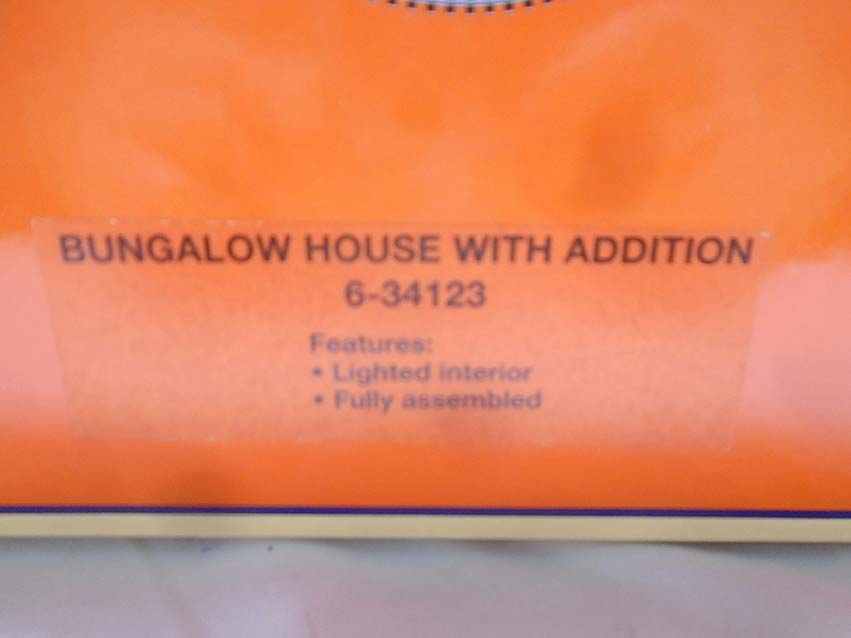 BUNGALOW HOUSE WITH ADDITION
6-34123
Features:
• Lighted interior
• Fully assembled